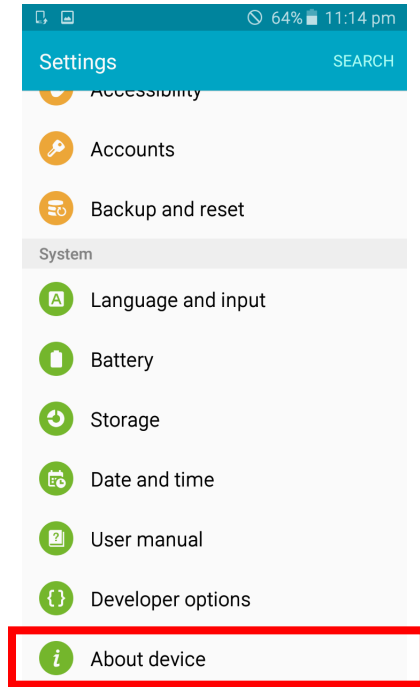 64% 11:14 pm
Settings SEARCH
Accessibility
Accounts
Backup and reset
System
A Language and input
Battery
Storage
Date and time
? User manual
{} Developer options
i About device